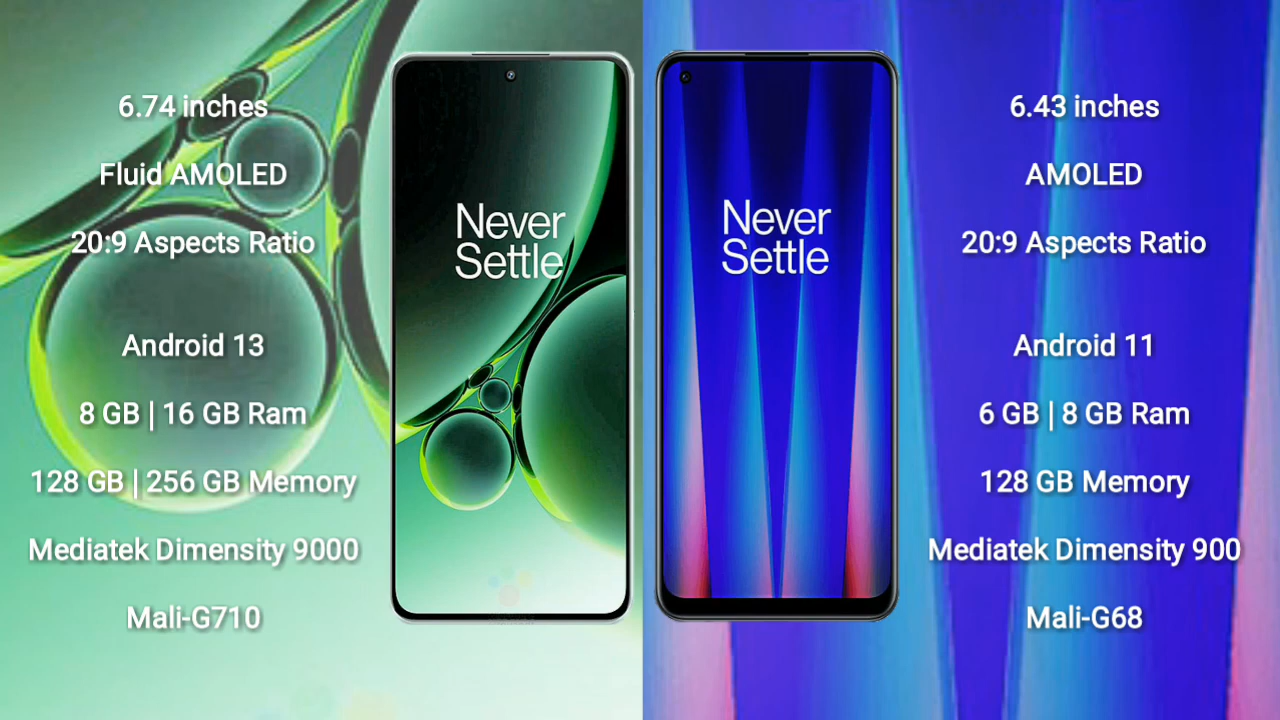 6.74 inches
Fluid AMOLED
20:9 Aspects Ratio
Android 13
8 GB | 16 GB Ram
128 GB | 256 GB Memory
Mediatek Dimensity 9000
Mali-G710
Never
Settle
Never
Settle
6.43 inches
AMOLED
20:9 Aspects Ratio
Android 11
6 GB | 8 GB Ram
128 GB Memory
Mediatek Dimensity 900
Mali-G68